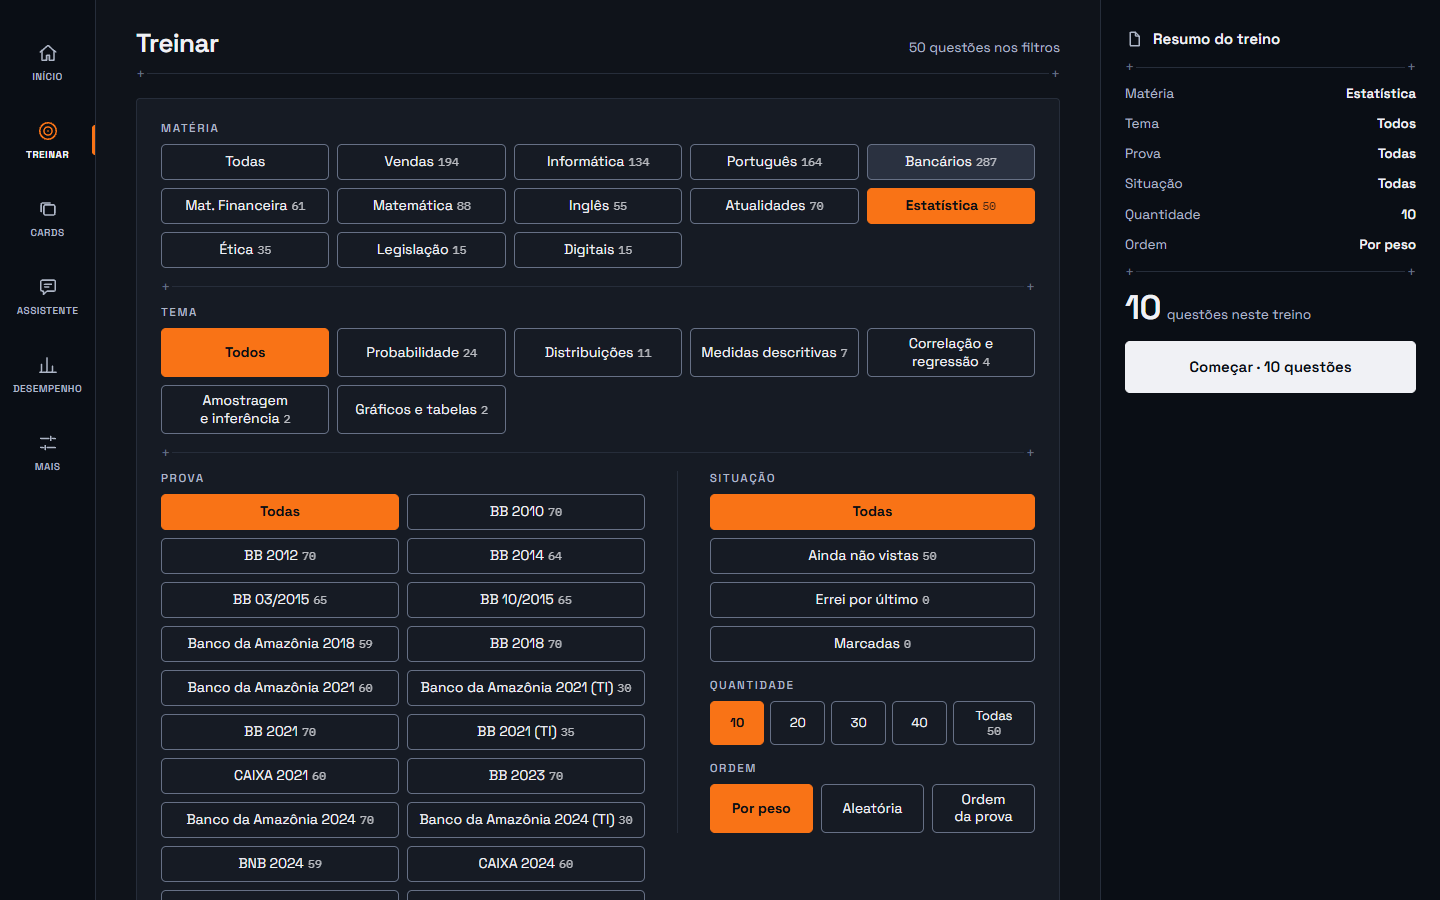 INÍCIO
TREINAR
CARDS
ASSISTENTE
DESEMPENHO
MAIS
Treinar
50 questões nos filtros
MATÉRIA
Todas
Vendas 194
Informática 134
Português 164
Bancários 287
Mat. Financeira 61
Matemática 88
Inglês 55
Atualidades 70
Estatística 50
Ética 35
Legislação 15
Digitais 15
TEMA
Todos
Probabilidade 24
Distribuições 11
Medidas descritivas 7
Correlação e
regressão 4
Amostragem
e inferência 2
Gráficos e tabelas 2
PROVA
Todas
BB 2010 70
BB 2012 70
BB 2014 64
BB 03/2015 65
BB 10/2015 65
Banco da Amazônia 2018 59
BB 2018 70
Banco da Amazônia 2021 60
Banco da Amazônia 2021 (TI) 30
BB 2021 70
BB 2021 (TI) 35
CAIXA 2021 60
BB 2023 70
Banco da Amazônia 2024 70
Banco da Amazônia 2024 (TI) 30
BNB 2024 59
CAIXA 2024 60
SITUAÇÃO
Todas
Ainda não vistas 50
Errei por último 0
Marcadas 0
QUANTIDADE
10
20
30
40
Todas
50
ORDEM
Por peso
Aleatória
Ordem
da prova
Resumo do treino
Matéria Estatística
Tema Todos
Prova Todas
Situação Todas
Quantidade 10
Ordem Por peso
10 questões neste treino
Começar · 10 questões